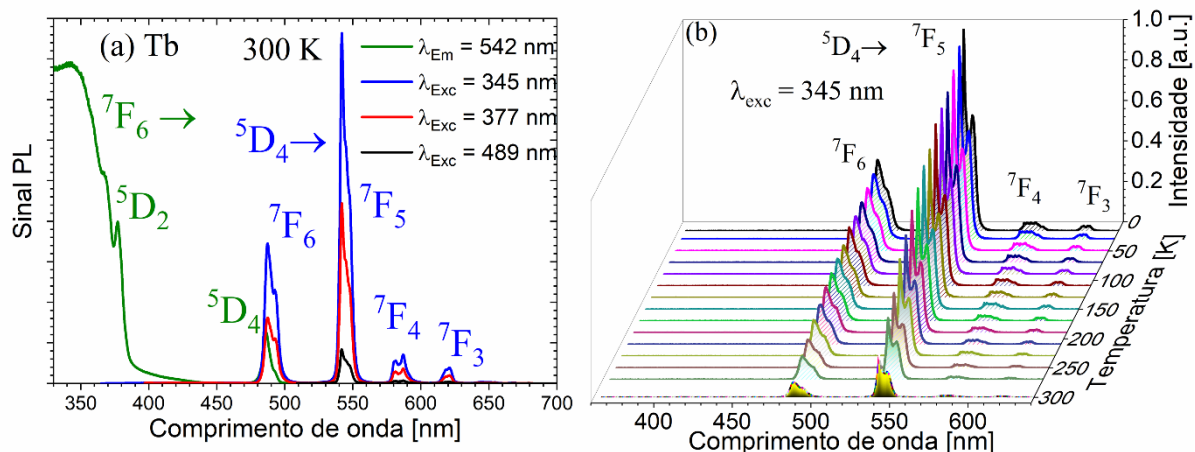 (a) Tb
300 K
λEm = 542 nm
λExc = 345 nm
λExc = 377 nm
λExc = 489 nm
⁷F₆ →
⁵D₂
⁵D₄
⁵D₄→
⁷F₆
⁷F₅
⁷F₄
⁷F₃
Sinal PL
330
400
450
500
550
600
650
700
Comprimento de onda [nm]
(b)
⁵D₄→
⁷F₅
λexc = 345 nm
⁷F₆
⁷F₄
⁷F₃
1.0
0.8
0.6
0.4
0.2
0
Intensidade [a.u.]
50
100
150
200
250
300
Temperatura [K]
400
500
550
600
Comprimento de onda [nm]